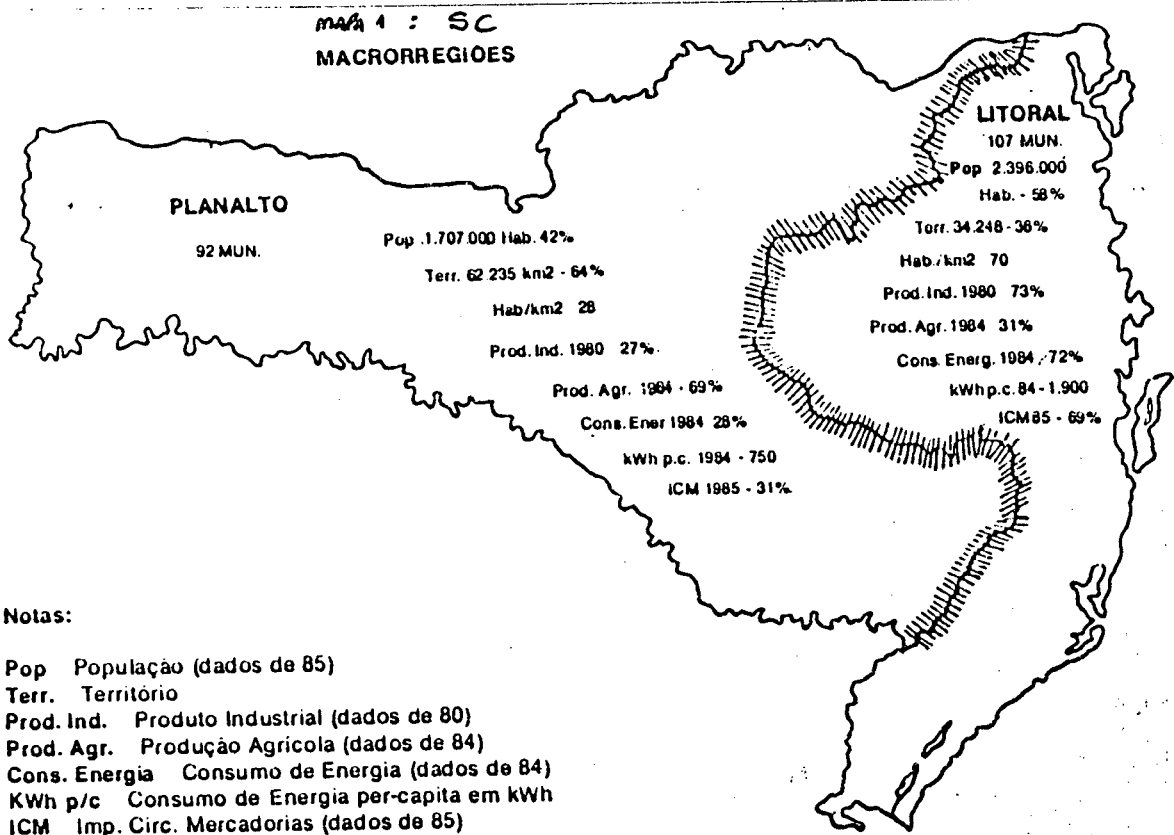 MAPA 1 : SC
MACRORREGIÕES
PLANALTO
92 MUN.
Pop .1.707.000 Hab. 42%
Terr. 62.235 km2 - 64%
Hab/km2 28
Prod. Ind. 1980 27%
Prod. Agr. 1984 - 69%
Cons. Ener 1984 28%
kWh p.c. 1984 - 750
ICM 1985 - 31%
LITORAL
107 MUN.
Pop 2.396.000
Hab. - 58%
Terr. 34.248 - 36%
Hab./km2 70
Prod. Ind. 1980 73%
Prod. Agr. 1984 31%
Cons. Energ. 1984 72%
kWh p.c. 84 - 1.900
ICM 85 - 69%
Notas:
Pop População (dados de 85)
Terr. Território
Prod. Ind. Produto Industrial (dados de 80)
Prod. Agr. Produção Agrícola (dados de 84)
Cons. Energia Consumo de Energia (dados de 84)
KWh p/c Consumo de Energia per-capita em kWh
ICM Imp. Circ. Mercadorias (dados de 85)